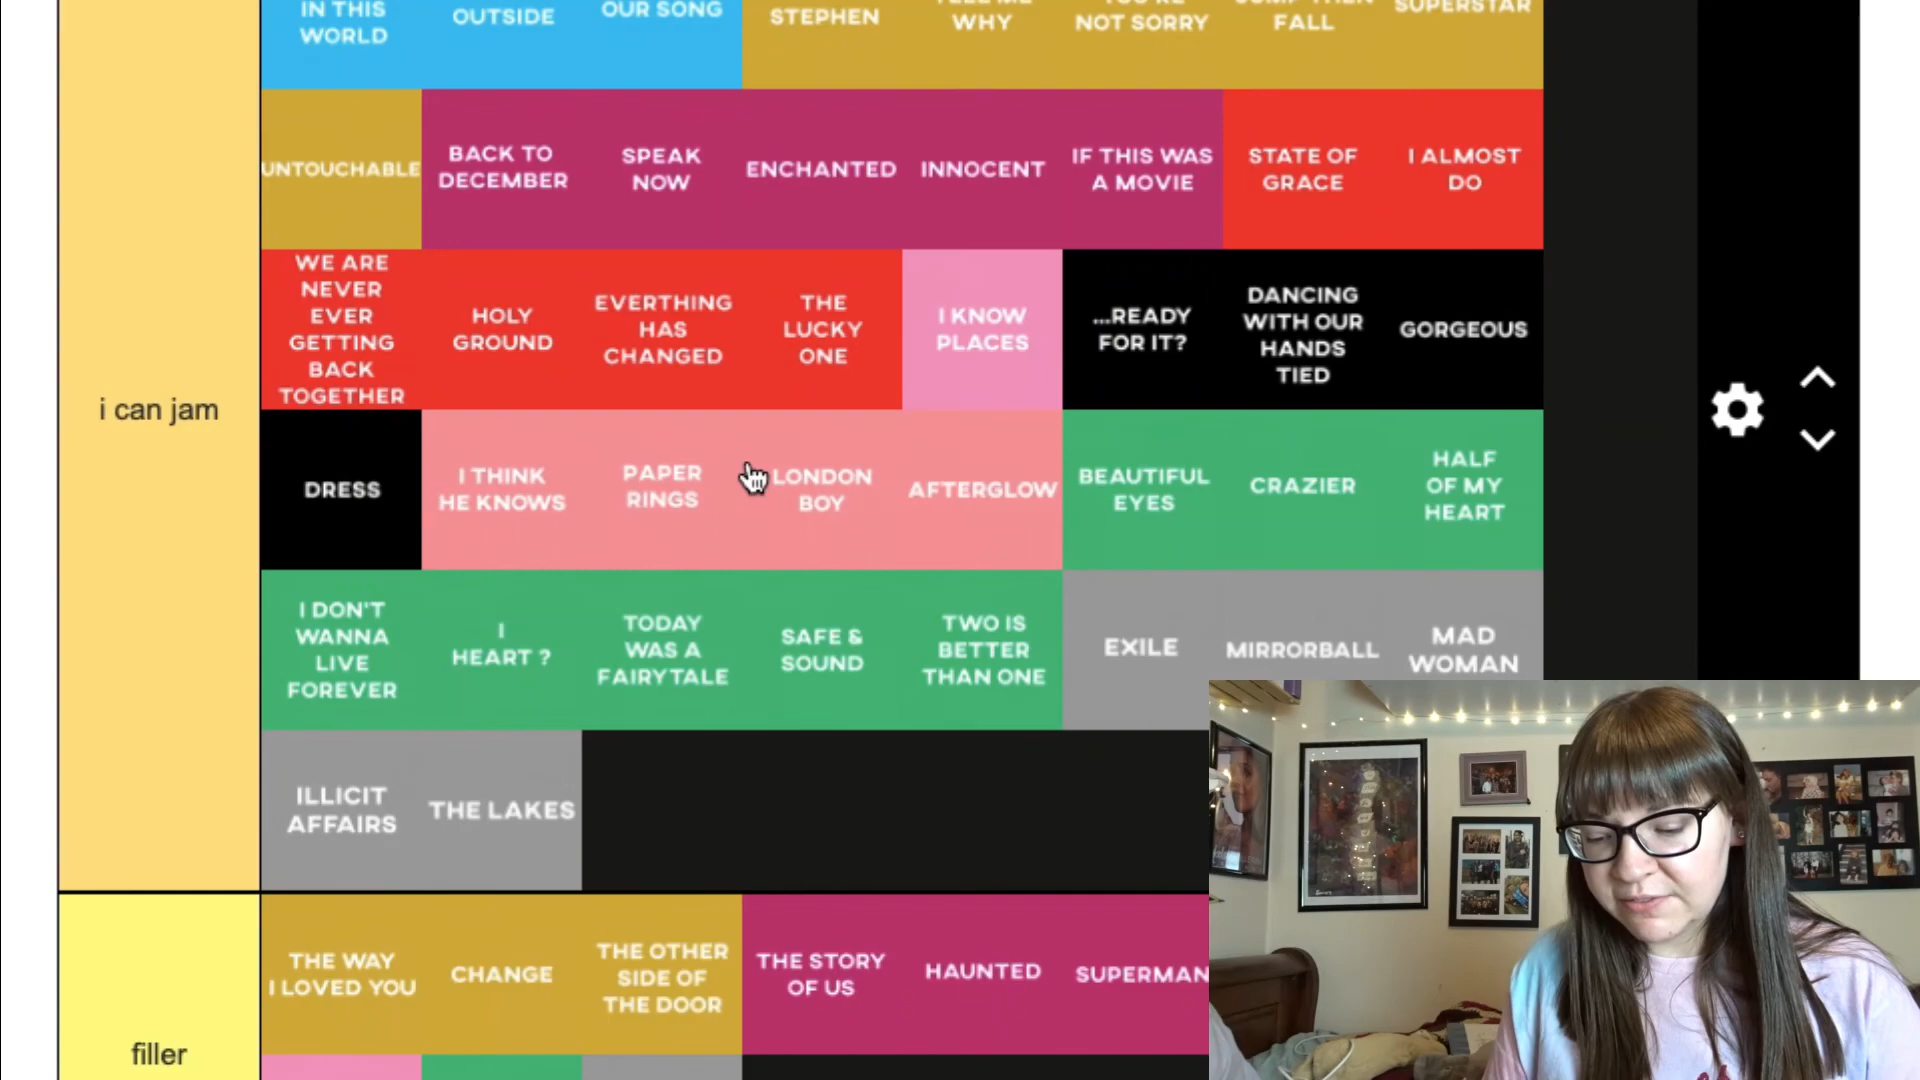 IN THIS
WORLD
OUTSIDE
OUR SONG
STEPHEN
TELL ME
WHY
YOU'RE
NOT SORRY
JUMP THEN
FALL
SUPERSTAR
UNTOUCHABLE
BACK TO
DECEMBER
SPEAK
NOW
ENCHANTED
INNOCENT
IF THIS WAS
A MOVIE
STATE OF
GRACE
I ALMOST
DO
i can jam
WE ARE
NEVER
EVER
GETTING
BACK
TOGETHER
HOLY
GROUND
EVERTHING
HAS
CHANGED
THE
LUCKY
ONE
I KNOW
PLACES
...READY
FOR IT?
DANCING
WITH OUR
HANDS
TIED
GORGEOUS
DRESS
I THINK
HE KNOWS
PAPER
RINGS
LONDON
BOY
AFTERGLOW
BEAUTIFUL
EYES
CRAZIER
HALF
OF MY
HEART
I DON'T
WANNA
LIVE
FOREVER
I
HEART ?
TODAY
WAS A
FAIRYTALE
SAFE &
SOUND
TWO IS
BETTER
THAN ONE
EXILE
MIRRORBALL
MAD
WOMAN
ILLICIT
AFFAIRS
THE LAKES
filler
THE WAY
I LOVED YOU
CHANGE
THE OTHER
SIDE OF
THE DOOR
THE STORY
OF US
HAUNTED
SUPERMAN